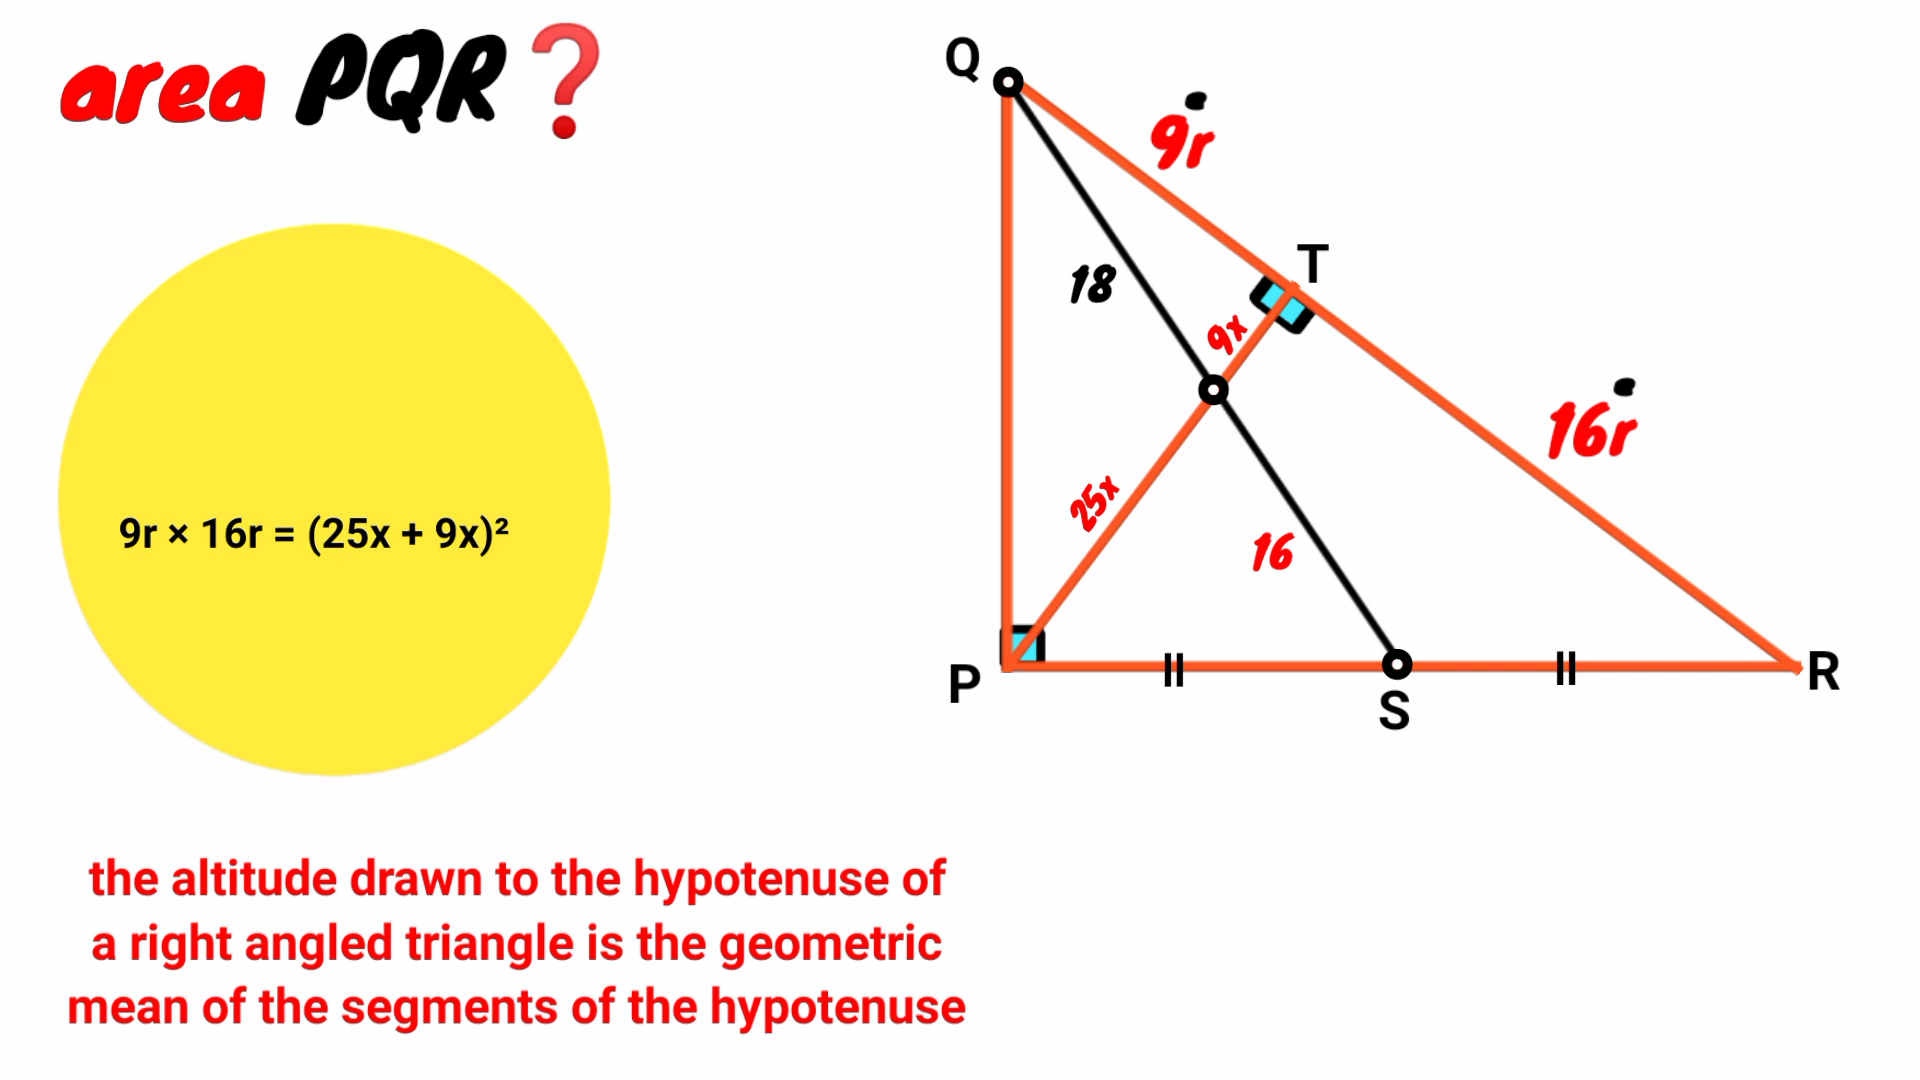 area PQR❓
Q
9r
T
18
9x
16r
25x
9r × 16r = (25x + 9x)²
16
P
R
S
the altitude drawn to the hypotenuse of
a right angled triangle is the geometric
mean of the segments of the hypotenuse